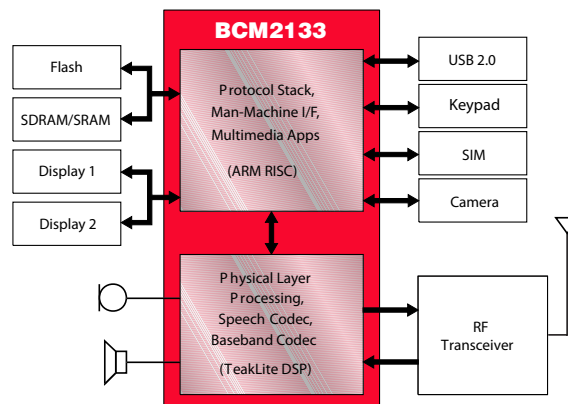 BCM2133
Flash
SDRAM/SRAM
Display 1
Display 2
Protocol Stack,
Man-Machine I/F,
Multimedia Apps
(ARM RISC)
USB 2.0
Keypad
SIM
Camera
Physical Layer
Processing,
Speech Codec,
Baseband Codec
(TeakLite DSP)
RF
Transceiver